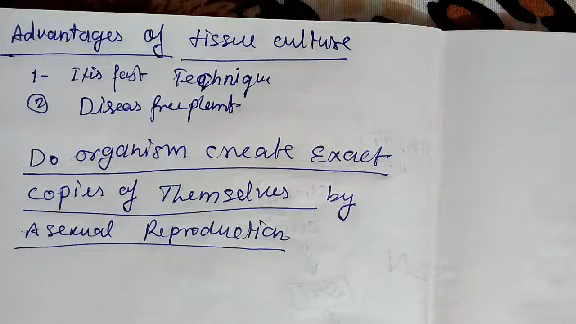 Advantages of tissue culture
1- It is fast Technique
② Diseas free plant
Do organism create Exact
copies of Themselves by
Asexual Reproduction